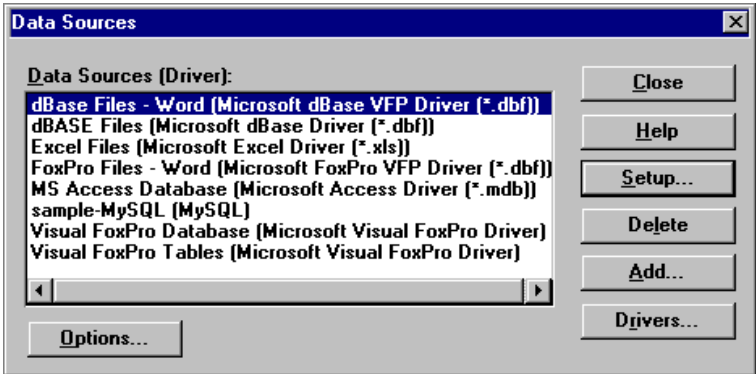 Data Sources
Data Sources (Driver):
dBase Files - Word (Microsoft dBase VFP Driver (*.dbf))
dBASE Files (Microsoft dBase Driver (*.dbf))
Excel Files (Microsoft Excel Driver (*.xls))
FoxPro Files - Word (Microsoft FoxPro VFP Driver (*.dbf))
MS Access Database (Microsoft Access Driver (*.mdb))
sample-MySQL (MySQL)
Visual FoxPro Database (Microsoft Visual FoxPro Driver)
Visual FoxPro Tables (Microsoft Visual FoxPro Driver)
Options...
Close
Help
Setup...
Delete
Add...
Drivers...